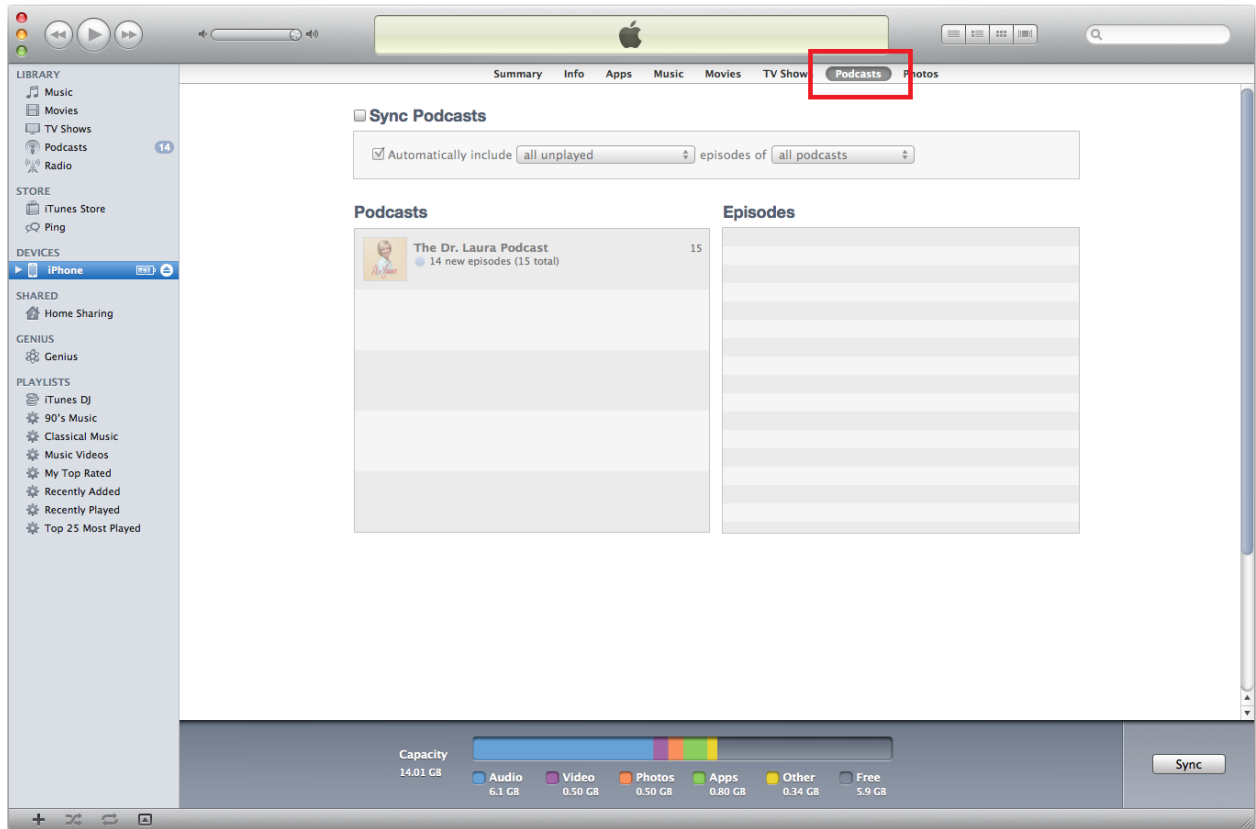 LIBRARY
Music
Movies
TV Shows
Podcasts 14
Radio
STORE
iTunes Store
Ping
DEVICES
iPhone
SHARED
Home Sharing
GENIUS
Genius
PLAYLISTS
iTunes DJ
90's Music
Classical Music
Music Videos
My Top Rated
Recently Added
Recently Played
Top 25 Most Played
Summary Info Apps Music Movies TV Shows Podcasts Photos
Sync Podcasts
Automatically include all unplayed episodes of all podcasts
Podcasts Episodes
The Dr. Laura Podcast 15
14 new episodes (15 total)
Capacity
14.01 GB
Audio Video Photos Apps Other Free
6.1 GB 0.50 GB 0.50 GB 0.80 GB 0.34 GB 5.9 GB
Sync